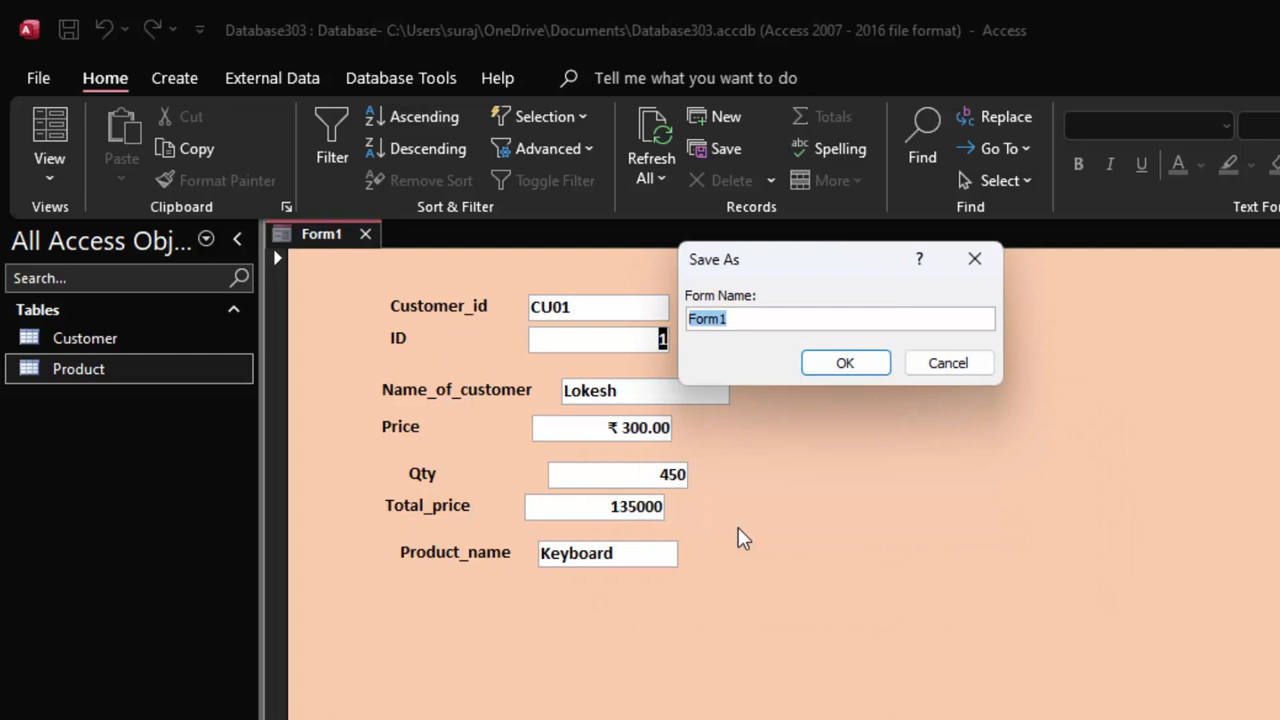 A
Database303 : Database- C:\Users\suraj\OneDrive\Documents\Database303.accdb (Access 2007 - 2016 file format) - Access
File Home Create External Data Database Tools Help Tell me what you want to do
View
Views
Paste
Cut
Copy
Format Painter
Clipboard
Filter
Ascending
Descending
Remove Sort
Selection
Advanced
Toggle Filter
Sort & Filter
Refresh
All
New
Save
Delete
Totals
Spelling
More
Records
Find
Replace
Go To
Select
Find
B I U A
Text For
All Access Obj...
Search...
Tables
Customer
Product
Form1
Customer_id CU01
ID 1
Name_of_customer Lokesh
Price ₹ 300.00
Qty 450
Total_price 135000
Product_name Keyboard
Save As ?
Form Name:
Form1
OK Cancel